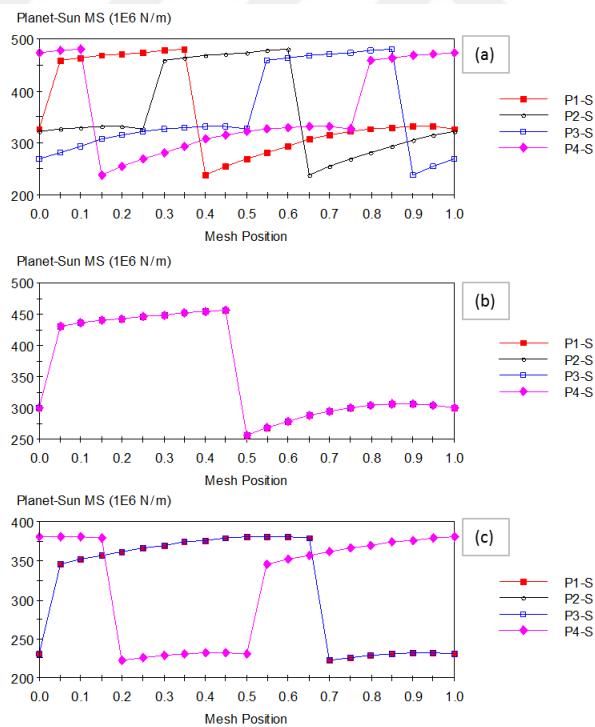 Planet-Sun MS (1E6 N/m)
500
400
300
200
0.0 0.1 0.2 0.3 0.4 0.5 0.6 0.7 0.8 0.9 1.0
Mesh Position
(a)
P1-S
P2-S
P3-S
P4-S
Planet-Sun MS (1E6 N/m)
500
450
400
350
300
250
0.0 0.1 0.2 0.3 0.4 0.5 0.6 0.7 0.8 0.9 1.0
Mesh Position
(b)
P1-S
P2-S
P3-S
P4-S
Planet-Sun MS (1E6 N/m)
400
350
300
250
200
0.0 0.1 0.2 0.3 0.4 0.5 0.6 0.7 0.8 0.9 1.0
Mesh Position
(c)
P1-S
P2-S
P3-S
P4-S